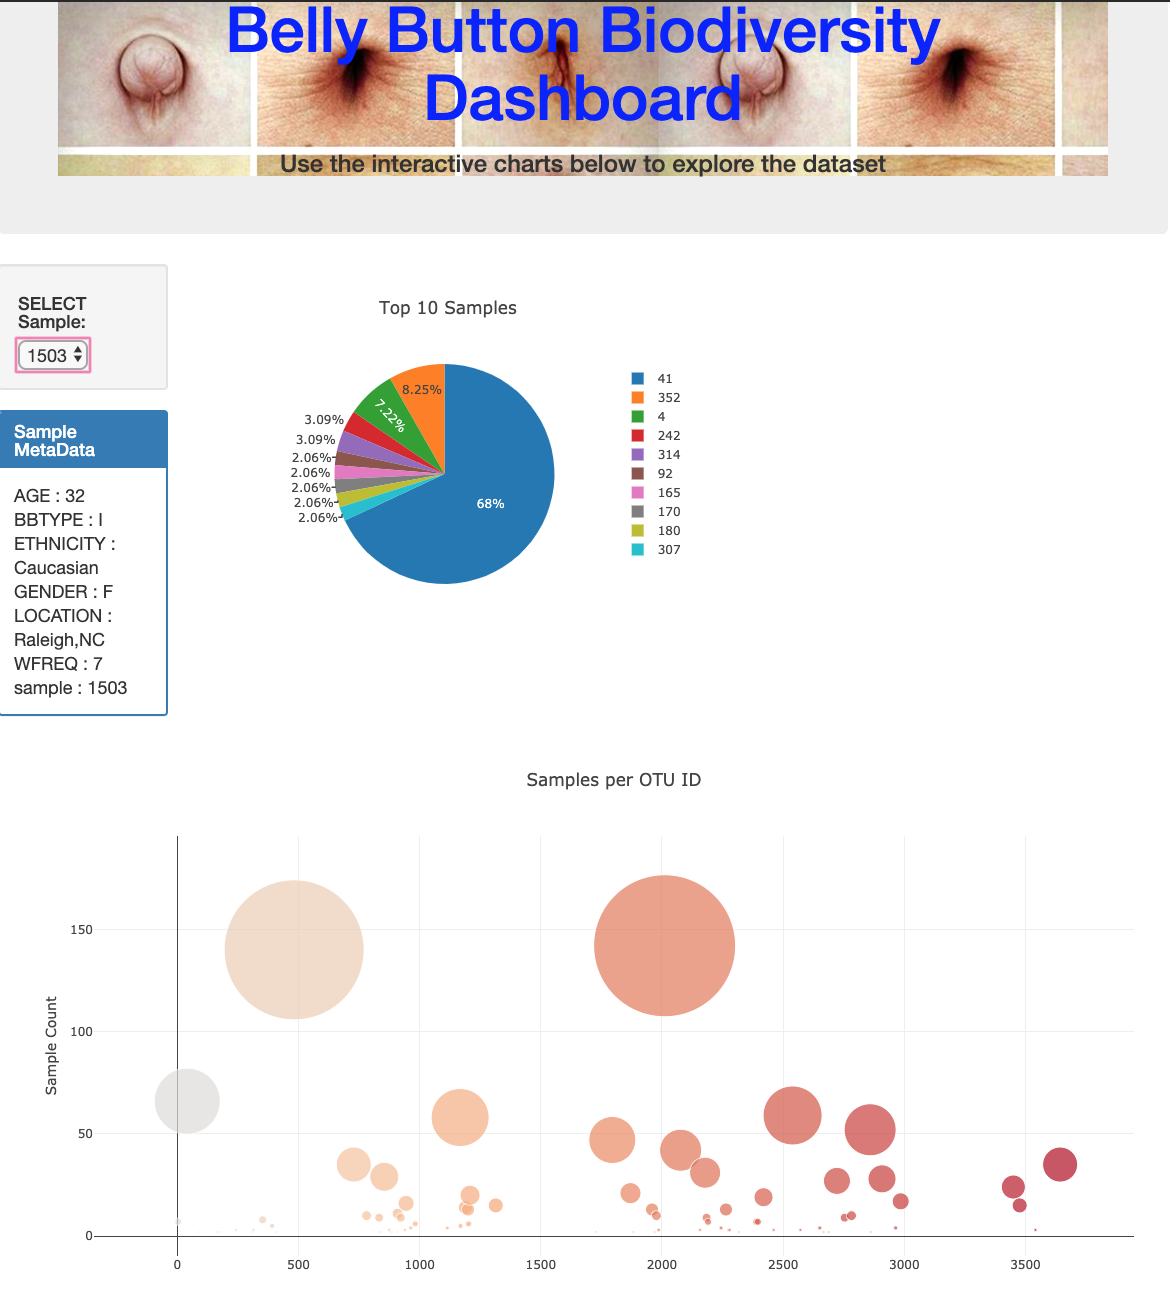 Belly Button Biodiversity
Dashboard
Use the interactive charts below to explore the dataset
SELECT
Sample:
1503
Sample
MetaData
AGE : 32
BBTYPE : I
ETHNICITY :
Caucasian
GENDER : F
LOCATION :
Raleigh,NC
WFREQ : 7
sample : 1503
Top 10 Samples
8.25%
7.22%
3.09%
3.09%
2.06%
2.06%
2.06%
2.06%
2.06%
68%
41
352
4
242
314
92
165
170
180
307
Samples per OTU ID
Sample Count
150
100
50
0
0
500
1000
1500
2000
2500
3000
3500